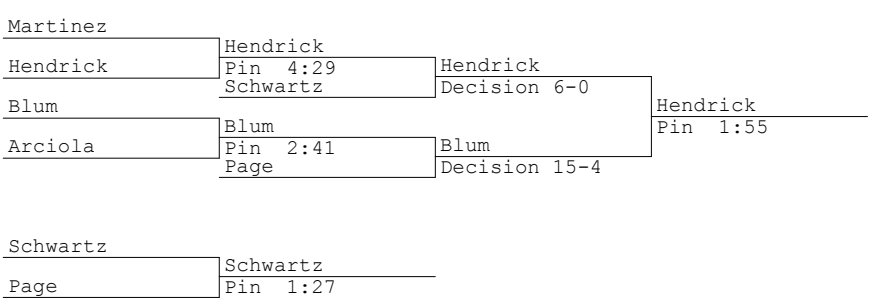 Martinez
Hendrick
Hendrick
Pin 4:29
Schwartz
Hendrick
Decision 6-0
Blum
Arciola
Blum
Pin 2:41
Page
Blum
Decision 15-4
Hendrick
Pin 1:55
Schwartz
Page
Schwartz
Pin 1:27